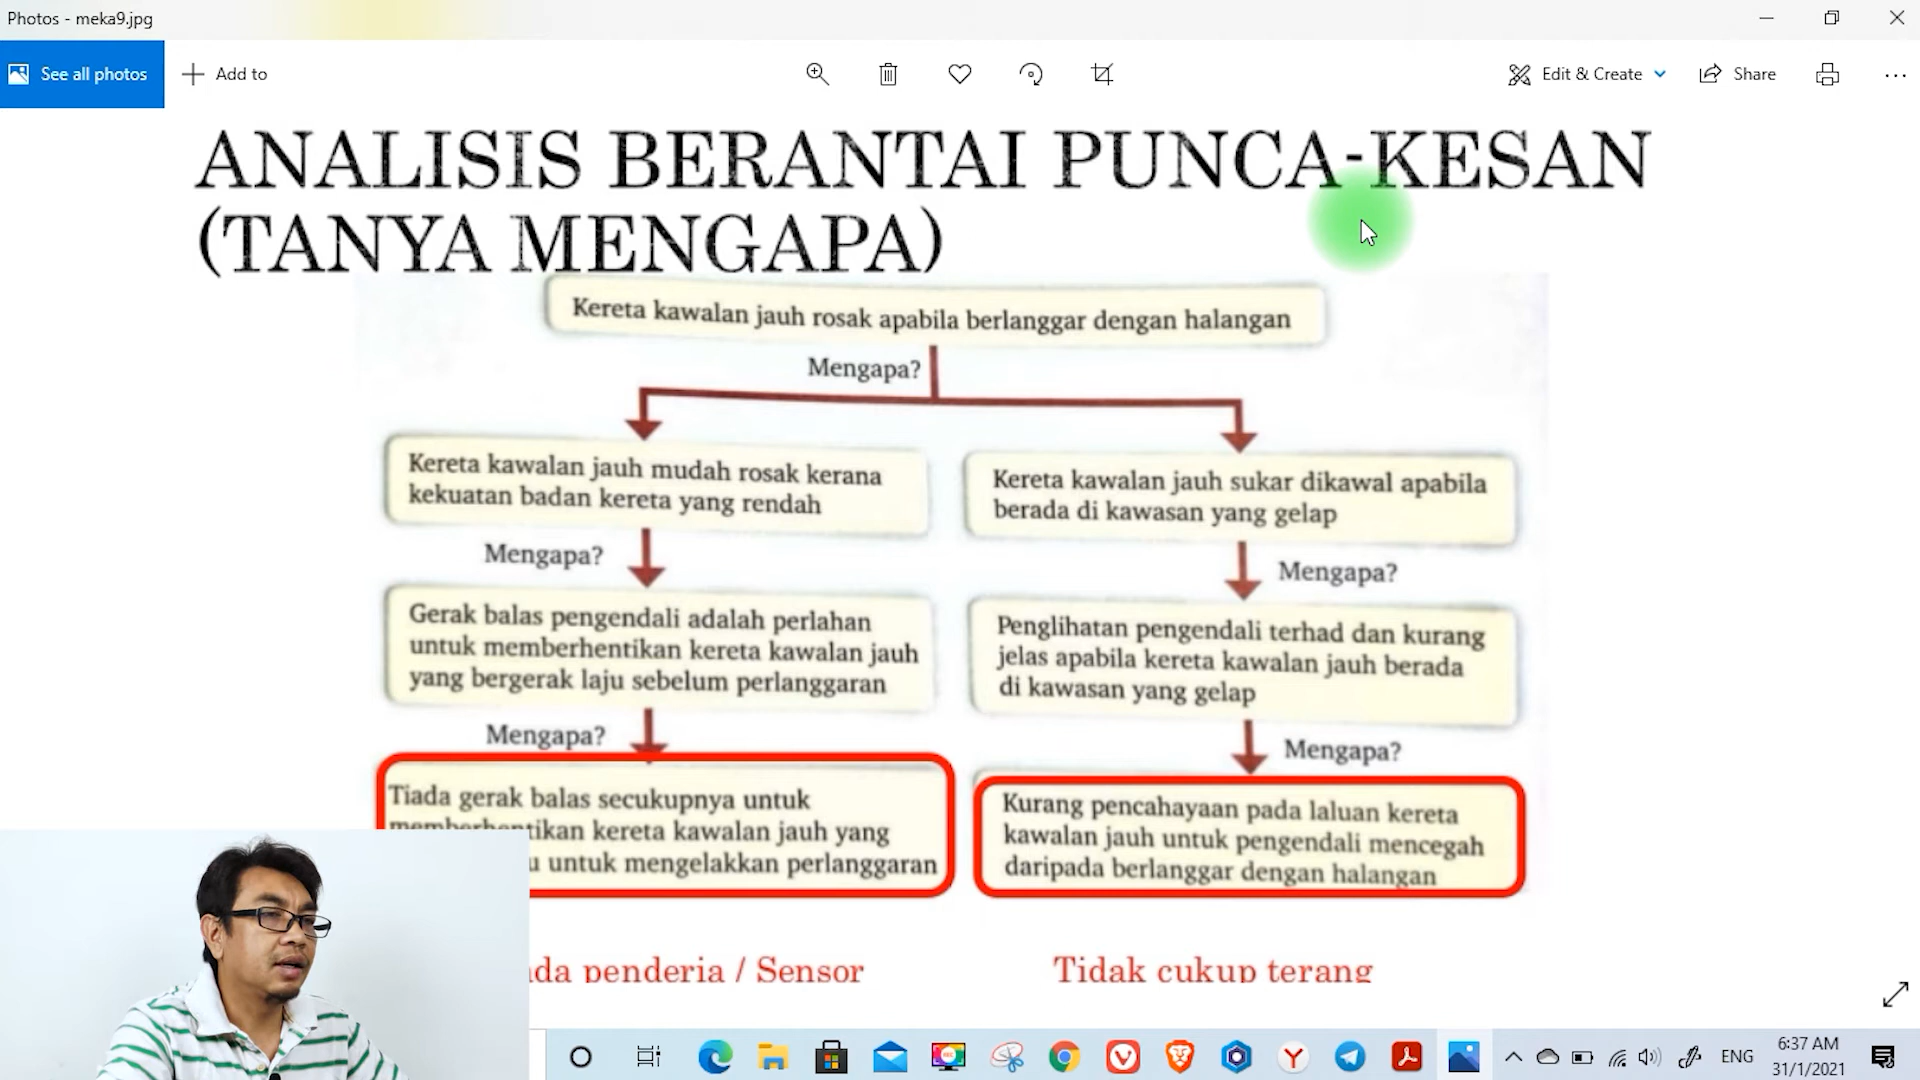 Photos - meka9.jpg
See all photos
Add to
Edit & Create
Share
ANALISIS BERANTAI PUNCA-KESAN
(TANYA MENGAPA)
Kereta kawalan jauh rosak apabila berlanggar dengan halangan
Mengapa?
Kereta kawalan jauh mudah rosak kerana
kekuatan badan kereta yang rendah
Mengapa?
Gerak balas pengendali adalah perlahan
untuk memberhentikan kereta kawalan jauh
yang bergerak laju sebelum perlanggaran
Mengapa?
Tiada gerak balas secukupnya untuk
memberhentikan kereta kawalan jauh yang
untuk mengelakkan perlanggaran
Kereta kawalan jauh sukar dikawal apabila
berada di kawasan yang gelap
Mengapa?
Penglihatan pengendali terhad dan kurang
jelas apabila kereta kawalan jauh berada
di kawasan yang gelap
Mengapa?
Kurang pencahayaan pada laluan kereta
kawalan jauh untuk pengendali mencegah
daripada berlanggar dengan halangan
penderia / Sensor
Tidak cukup terang
ENG
6:37 AM
31/1/2021